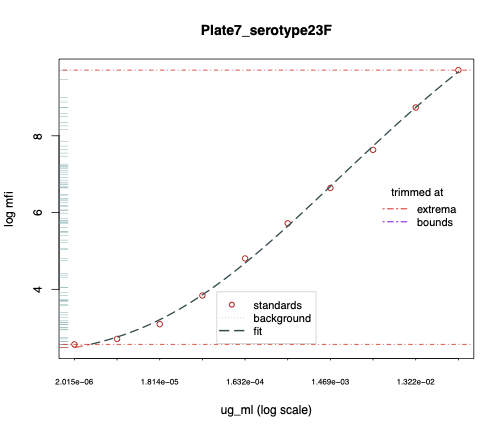 Plate7_serotype23F
log mfi
8
6
4
trimmed at
extrema
bounds
standards
background
fit
2.015e−06 1.814e−05 1.632e−04 1.469e−03 1.322e−02
ug_ml (log scale)